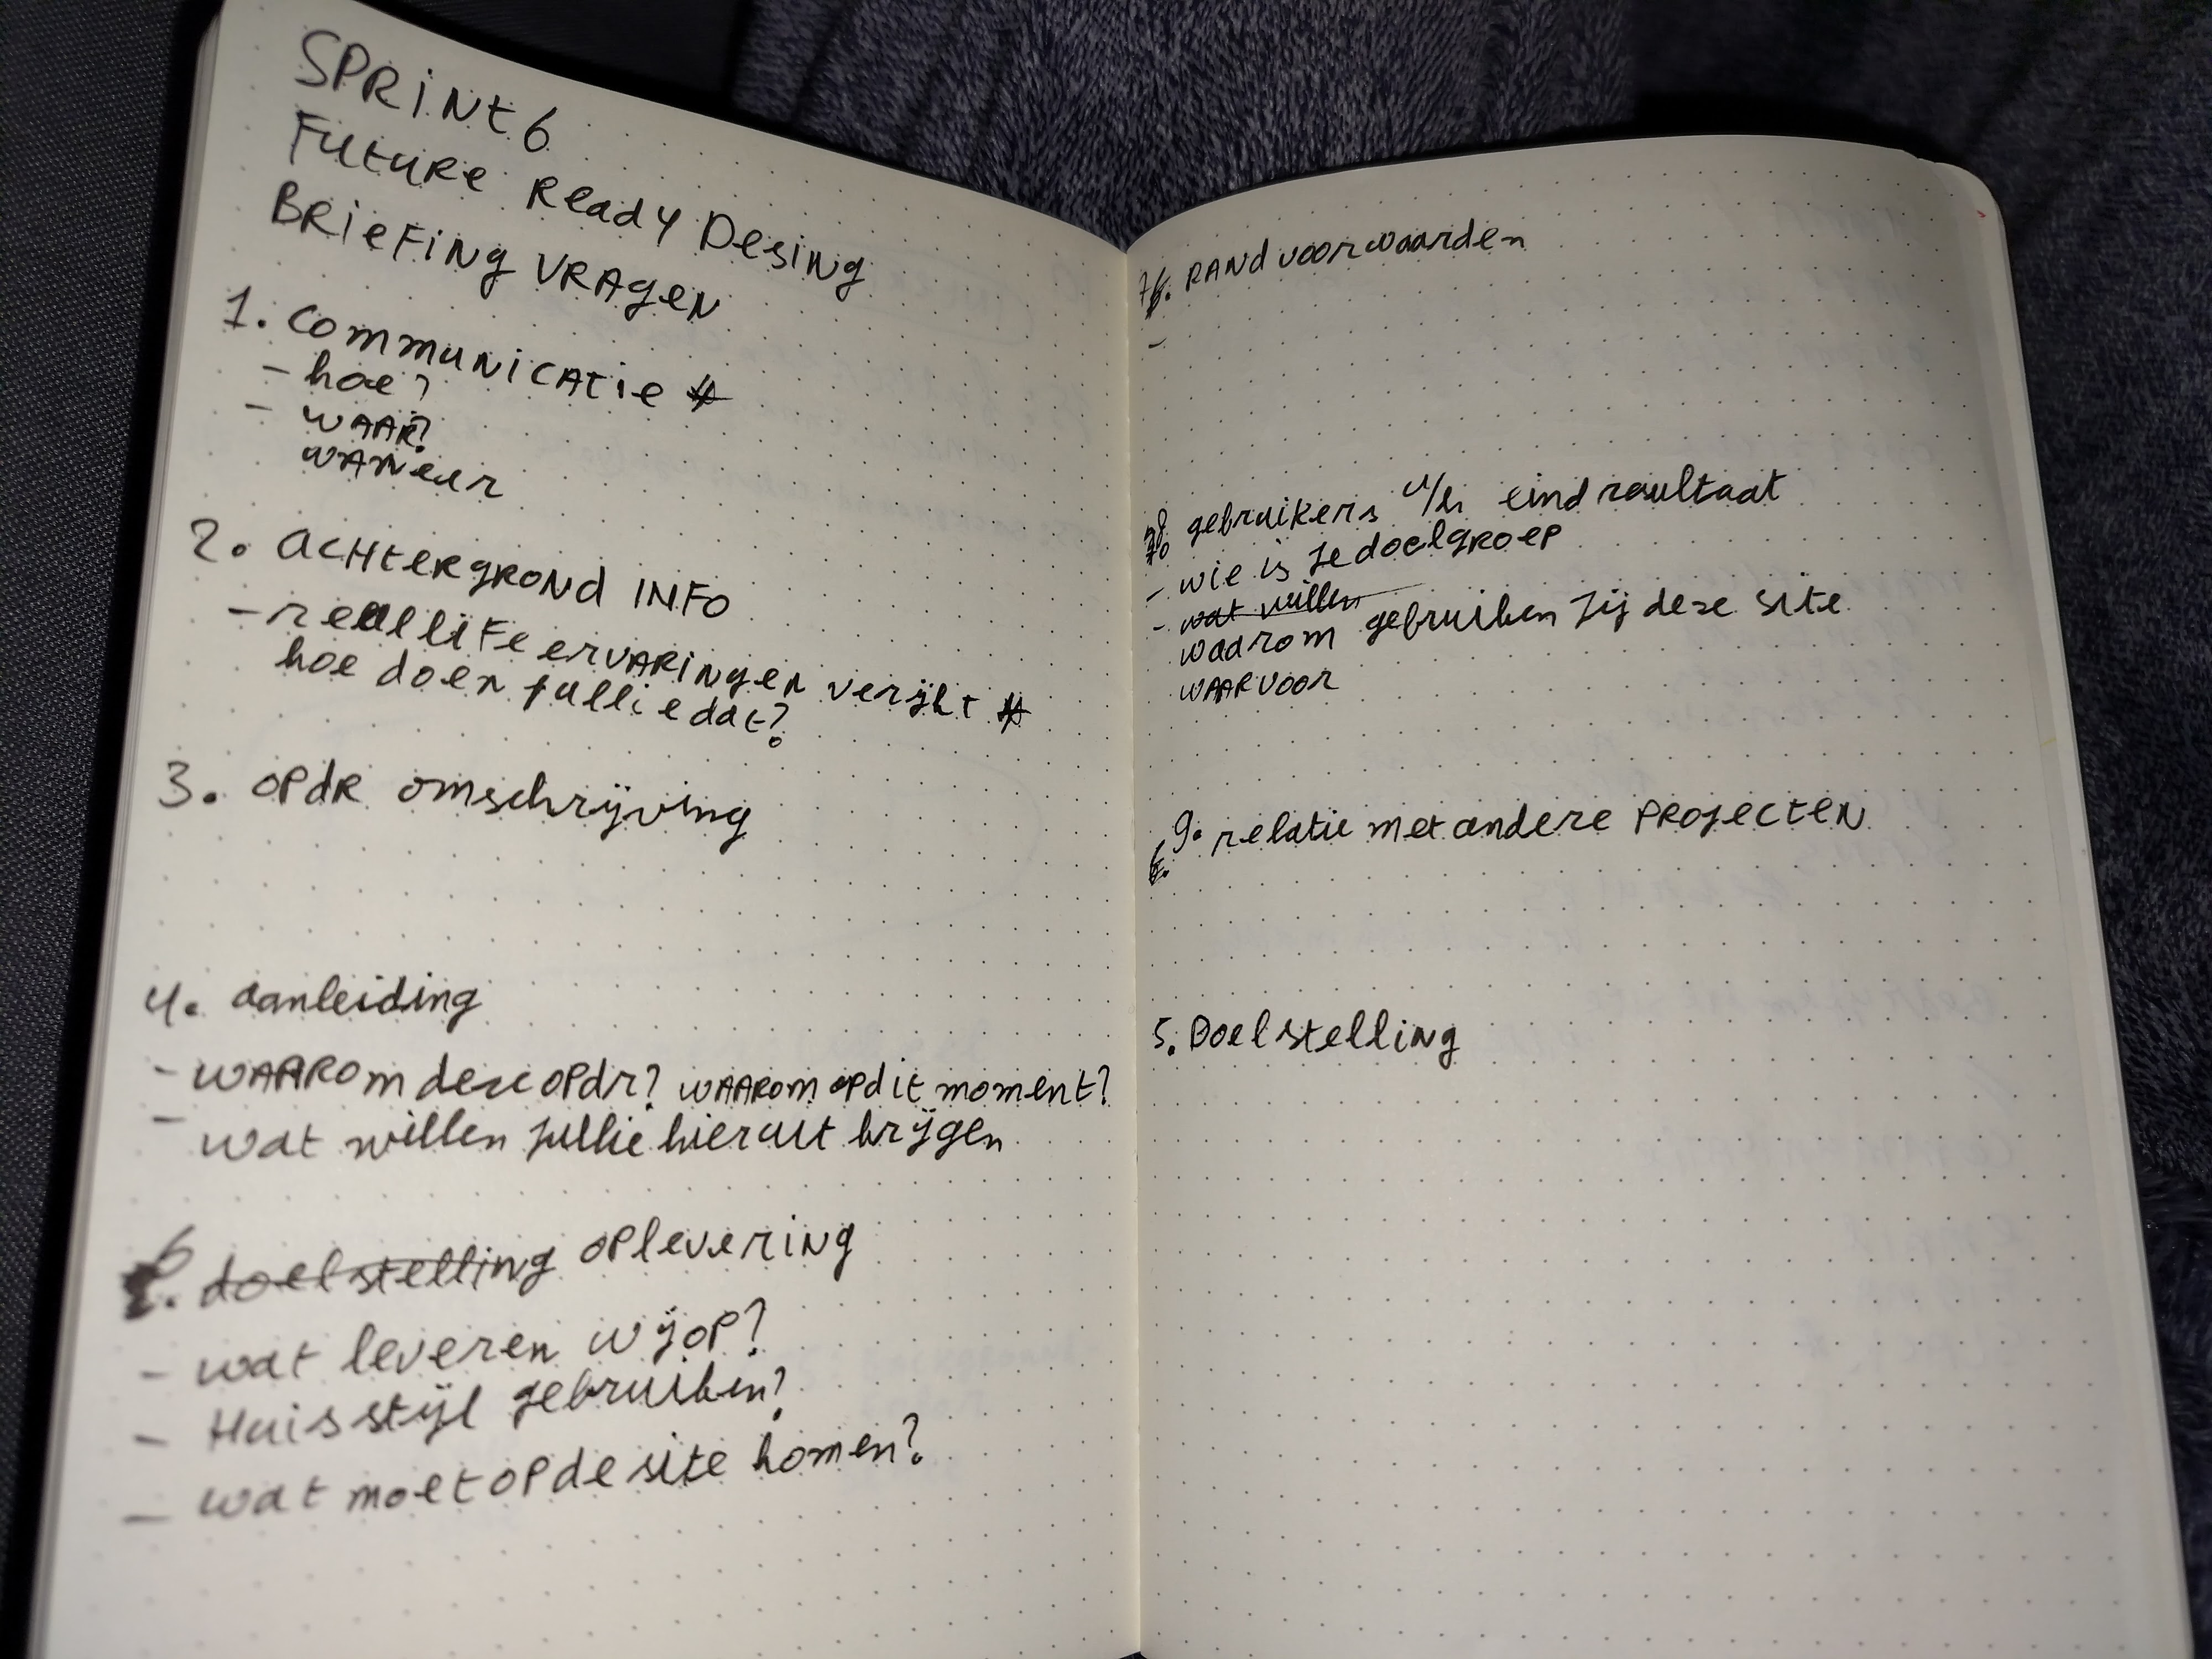 SPRiNt 6
Future Ready Desing
Briefing vragen
1. communicatie #
- hoe?
- waar?
waneer
2. achtergrond info
- reallife ervaringen verijkt #
hoe doen jullie dat?
3. opdr omschrijving
4. aanleiding
- waarom deze opdr? waarom op dit moment?
- wat willen jullie hieruit krijgen
6. doelstelling oplevering
- wat leveren wij op?
- Huisstijl gebruiken?
- wat moet op de site komen?
7. Randvoorwaarden
-
8. gebruikers v/h eindresultaat
- wie is je doelgroep
- wat willen
waarom gebruiken zij deze site
waarvoor
9. relatie met andere projecten
5. Doelstelling